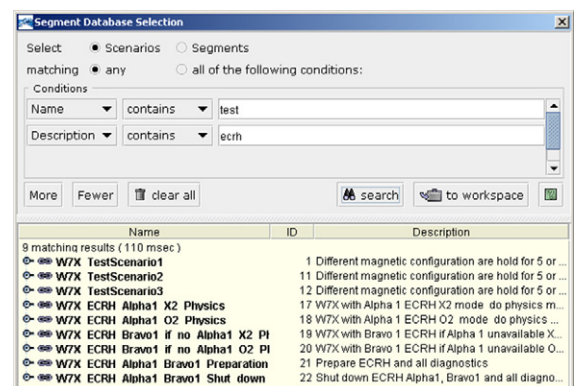 Segment Database Selection
Select Scenarios Segments
matching any all of the following conditions:
Conditions
Name contains test
Description contains ecrh
More Fewer clear all search to workspace
Name ID Description
9 matching results (110 msec)
W7X TestScenario1 1 Different magnetic configuration are hold for 5 or ...
W7X TestScenario2 11 Different magnetic configuration are hold for 5 or ...
W7X TestScenario3 12 Different magnetic configuration are hold for 5 or ...
W7X ECRH Alpha1 X2 Physics 17 W7X with Alpha 1 ECRH X2 mode do physics m...
W7X ECRH Alpha1 O2 Physics 18 W7X with Alpha 1 ECRH O2 mode do physics ...
W7X ECRH Bravo1 if no Alpha1 X2 Pl 19 W7X with Bravo 1 ECRH if Alpha 1 unavailable X...
W7X ECRH Bravo1 if no Alpha1 O2 Pl 20 W7X with Bravo 1 ECRH if Alpha 1 unavailable O...
W7X ECRH Alpha1 Bravo1 Preparation 21 Prepare ECRH and all diagnostics
W7X ECRH Alpha1 Bravo1 Shut down 22 Shut down ECRH Alpha1, Bravo1 and all diagno...